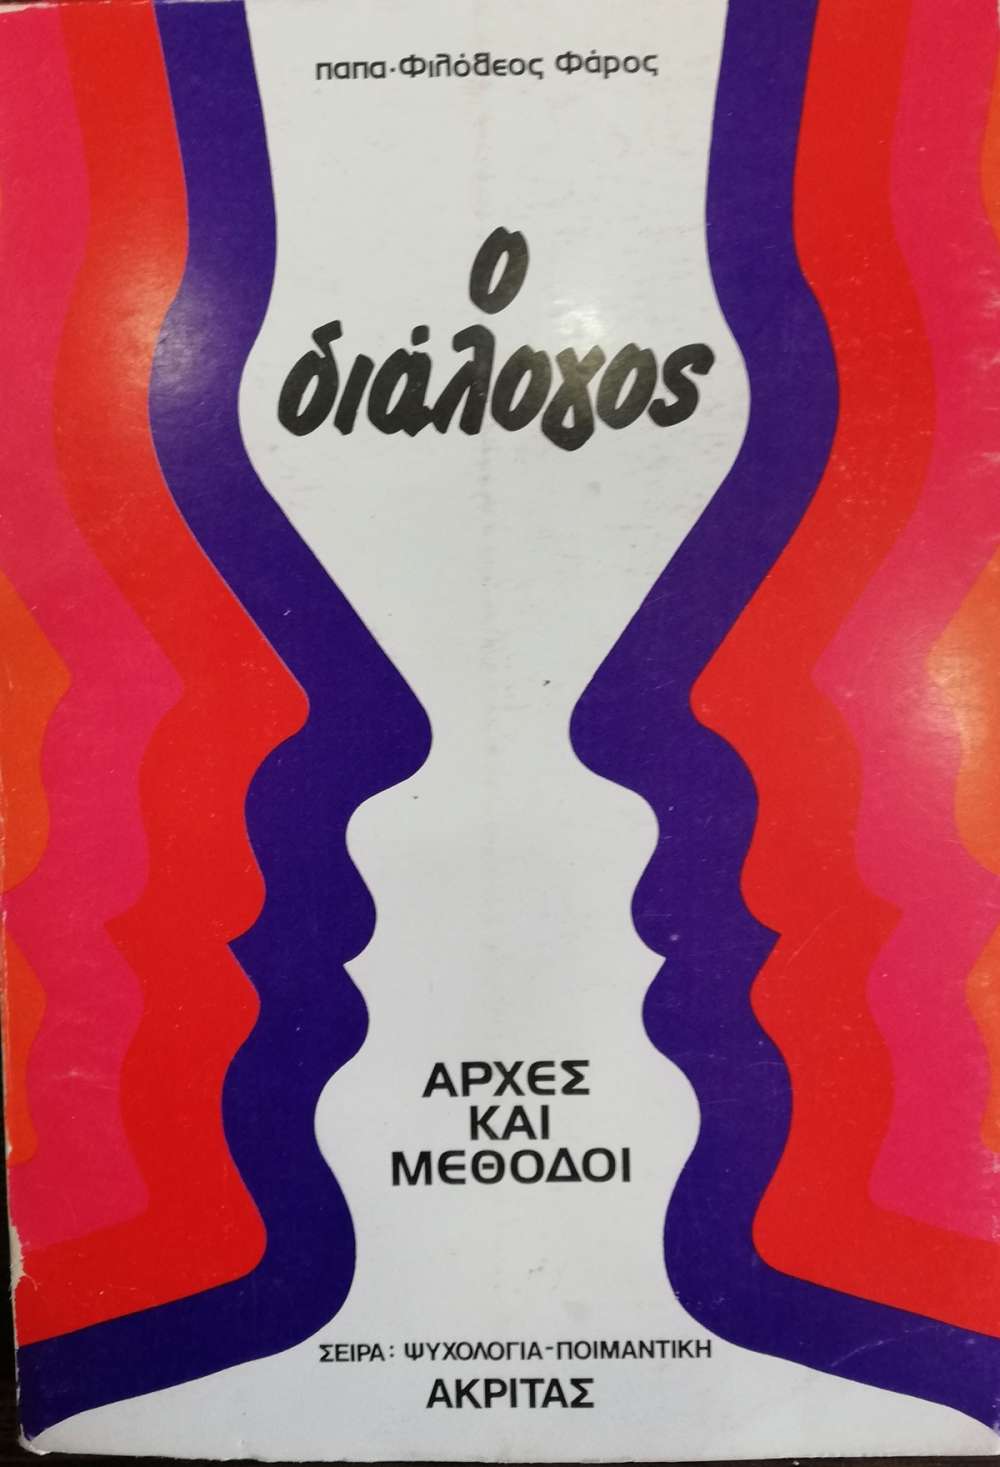 παπα-Φιλόθεος Φάρος
ο
διάλογος
ΑΡΧΕΣ
ΚΑΙ
ΜΕΘΟΔΟΙ
ΣΕΙΡΑ: ΨΥΧΟΛΟΓΙΑ-ΠΟΙΜΑΝΤΙΚΗ
ΑΚΡΙΤΑΣ